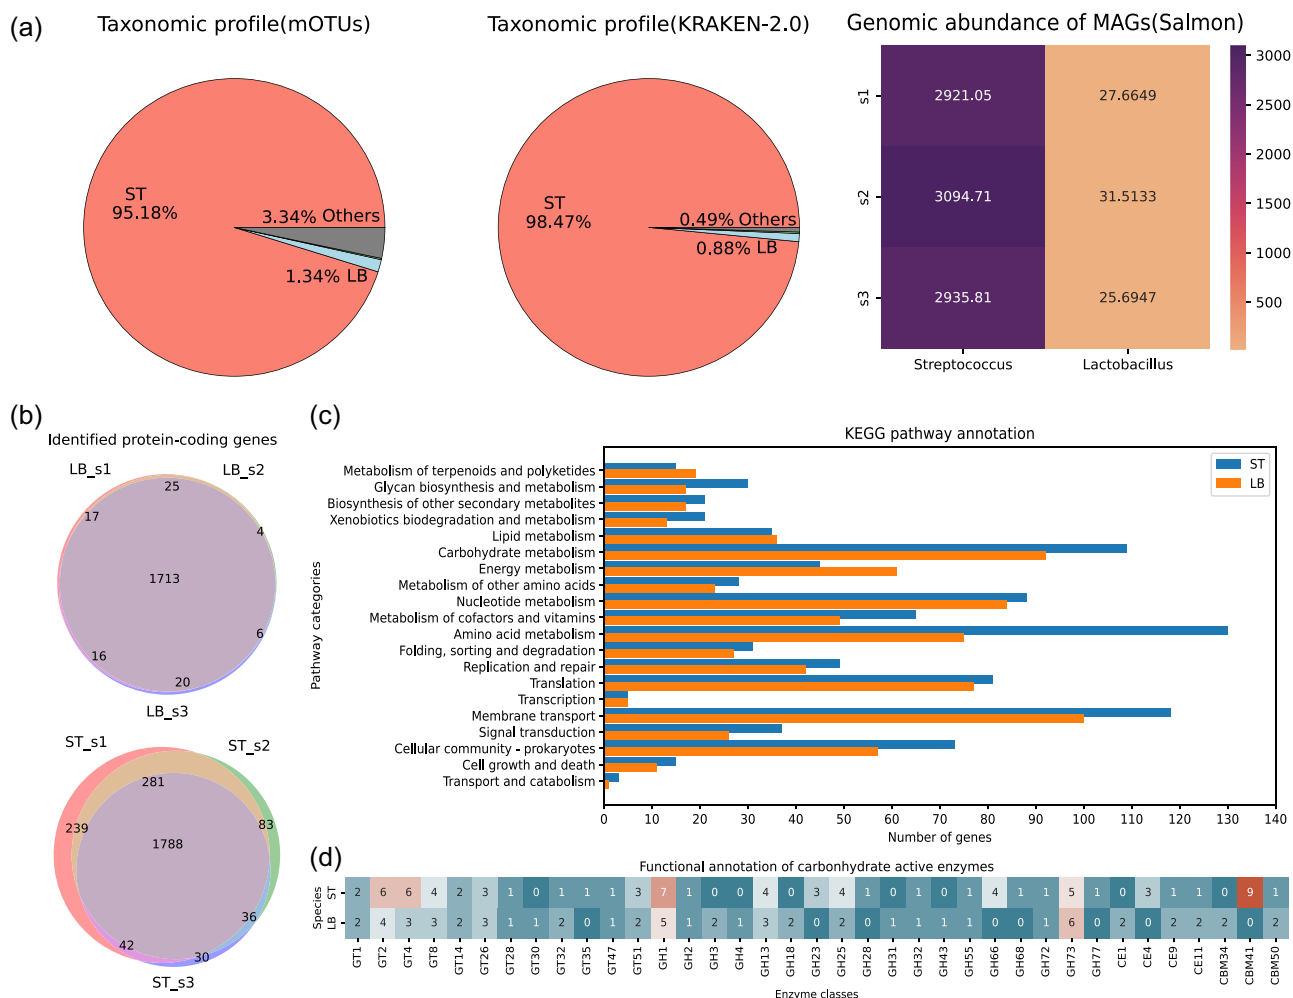 (a)
Taxonomic profile(mOTUs)
ST
95.18%
3.34% Others
1.34% LB
Taxonomic profile(KRAKEN-2.0)
ST
98.47%
0.49% Others
0.88% LB
Genomic abundance of MAGs(Salmon)
s1 2921.05 27.6649
s2 3094.71 31.5133
s3 2935.81 25.6947
Streptococcus Lactobacillus
3000
2500
2000
1500
1000
500
(b)
Identified protein-coding genes
LB_s1 LB_s2
25
17
4
1713
6
16
20
LB_s3
ST_s1 ST_s2
281
239
83
1788
36
42
30
ST_s3
(c)
KEGG pathway annotation
ST
LB
Pathway categories
Metabolism of terpenoids and polyketides
Glycan biosynthesis and metabolism
Biosynthesis of other secondary metabolites
Xenobiotics biodegradation and metabolism
Lipid metabolism
Carbohydrate metabolism
Energy metabolism
Metabolism of other amino acids
Nucleotide metabolism
Metabolism of cofactors and vitamins
Amino acid metabolism
Folding, sorting and degradation
Replication and repair
Translation
Transcription
Membrane transport
Signal transduction
Cellular community - prokaryotes
Cell growth and death
Transport and catabolism
0 10 20 30 40 50 60 70 80 90 100 110 120 130 140
Number of genes
(d)
Functional annotation of carbonhydrate active enzymes
Species
ST 2 6 6 4 2 3 1 0 1 1 1 3 7 1 0 0 4 0 3 4 1 0 1 0 1 4 1 1 5 1 0 3 1 1 0 9 1
LB 2 4 3 3 2 3 1 1 2 0 1 2 5 2 2 1 3 2 0 2 0 1 2 1 2 0 0 2 6 0 2 2 2 2 2 0 2
GT1 GT2 GT4 GT8 GT14 GT26 GT28 GT30 GT32 GT35 GT47 GT51 GH1 GH2 GH3 GH4 GH13 GH18 GH23 GH25 GH28 GH31 GH32 GH43 GH55 GH66 GH68 GH72 GH73 GH77 CE1 CE4 CE9 CE11 CBM34 CBM41 CBM50
Enzyme classes